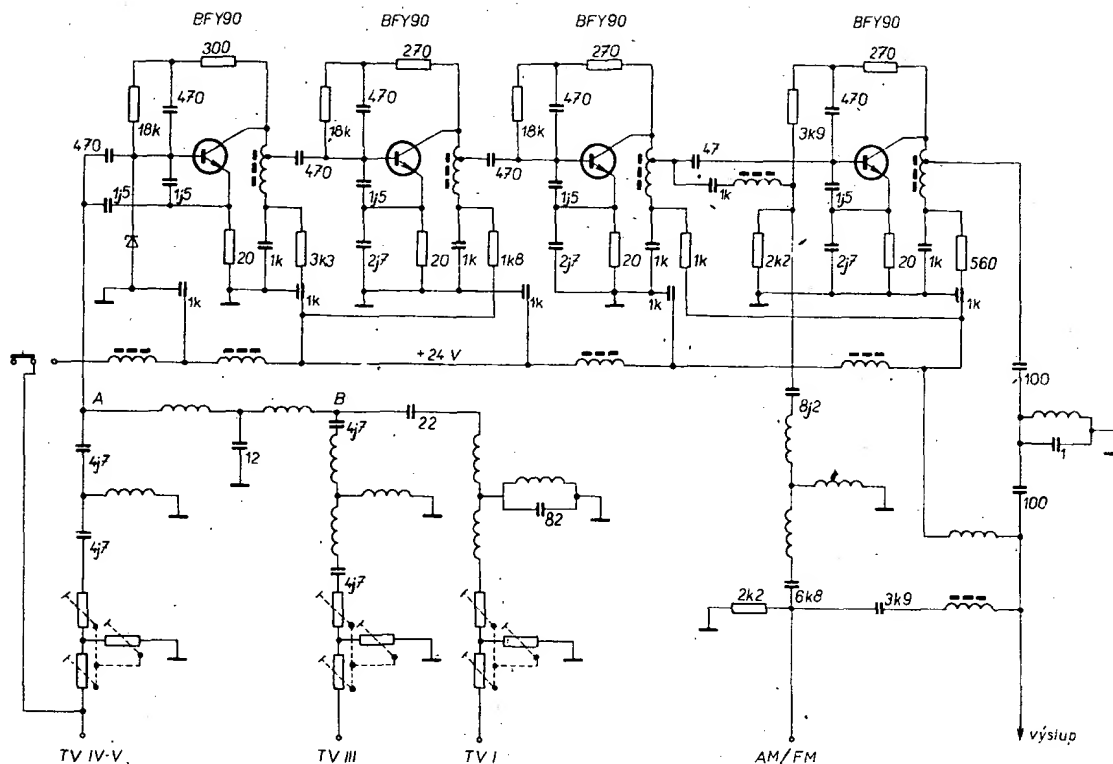 BFY90 BFY90 BFY90 BFY90
300 270 270 270
470 470 470 470
18k 18k 18k 3k9
470 470 470 47
1k
1j5 1j5 1j5 1j5 1j5
20 1k 3k3 2j7 20 1k 1k8 2j7 20 1k 1k 2k2 2j7 20 1k 560
1k 1k 1k 1k 1k
+24 V
100
A B 22 8j2
4j7 12 4j7 1
82 100
4j7
4j7 2k2 6k8 3k9
TV IV-V TV III TV I AM/FM výstup